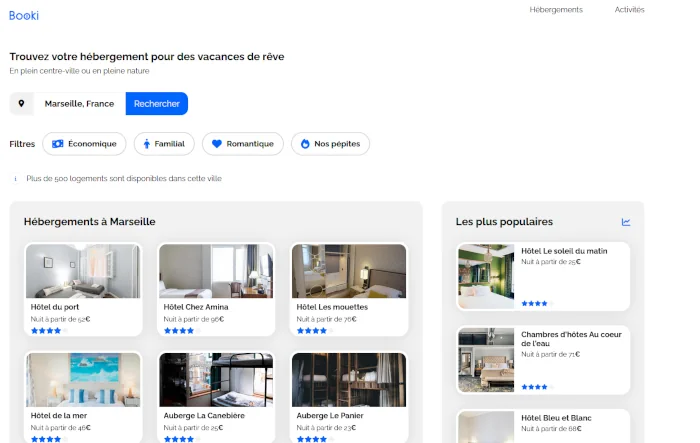 Booki
Hébergements
Activités
Trouvez votre hébergement pour des vacances de rêve
En plein centre-ville ou en pleine nature
Marseille, France
Rechercher
Filtres
Économique
Familial
Romantique
Nos pépites
Plus de 500 logements sont disponibles dans cette ville
Hébergements à Marseille
Hôtel du port
Nuit à partir de 52€
Hôtel Chez Amina
Nuit à partir de 96€
Hôtel Les mouettes
Nuit à partir de 76€
Hôtel de la mer
Nuit à partir de 46€
Auberge La Canebière
Nuit à partir de 25€
Auberge Le Panier
Nuit à partir de 23€
Les plus populaires
Hôtel Le soleil du matin
Nuit à partir de 25€
Chambres d'hôtes Au coeur
de l'eau
Nuit à partir de 71€
Hôtel Bleu et Blanc
Nuit à partir de 68€